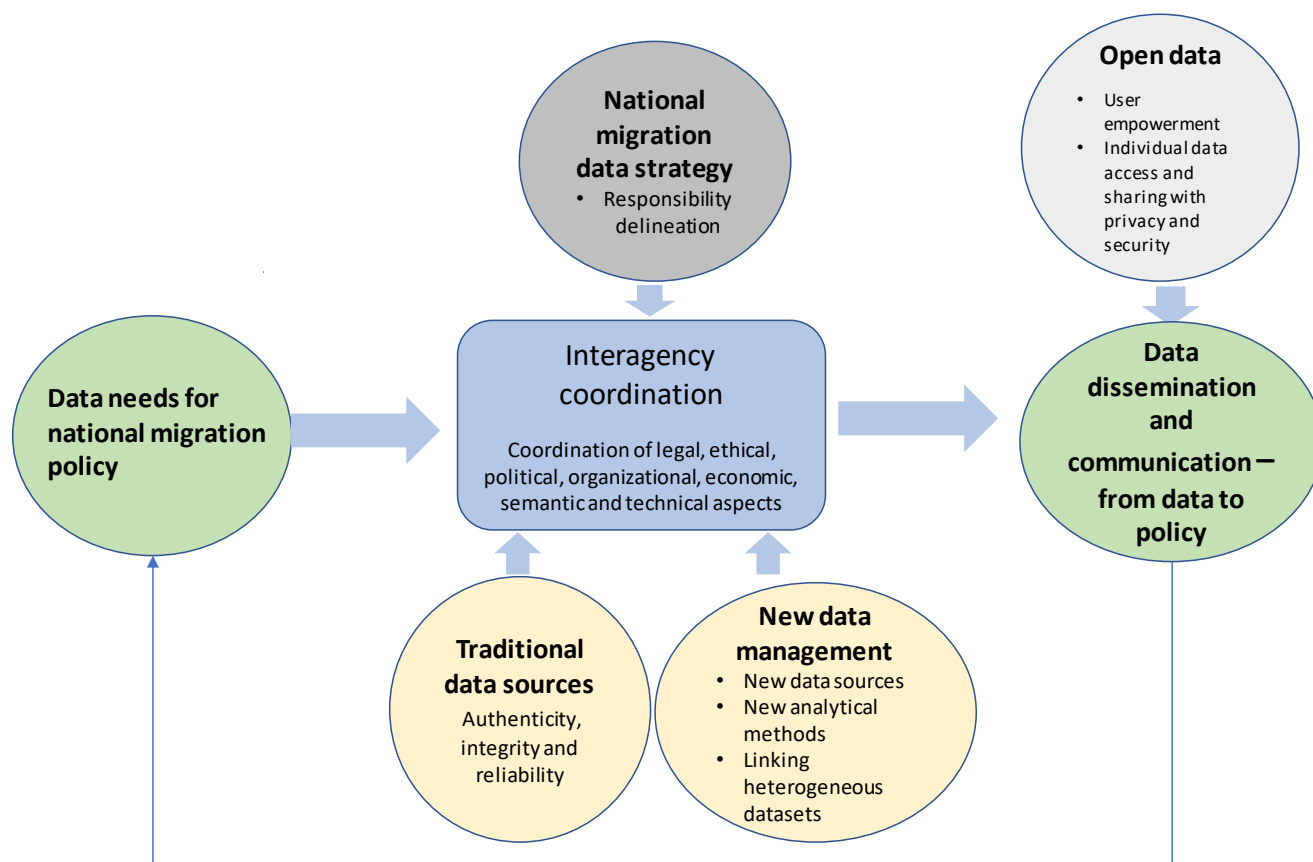 National
migration
data strategy
• Responsibility
delineation
Open data
• User
empowerment
• Individual data
access and
sharing with
privacy and
security
Data needs for
national migration
policy
Interagency
coordination
Coordination of legal, ethical,
political, organizational, economic,
semantic and technical aspects
Data
dissemination
and
communication —
from data to
policy
Traditional
data sources
Authenticity,
integrity and
reliability
New data
management
• New data sources
• New analytical
methods
• Linking
heterogeneous
datasets